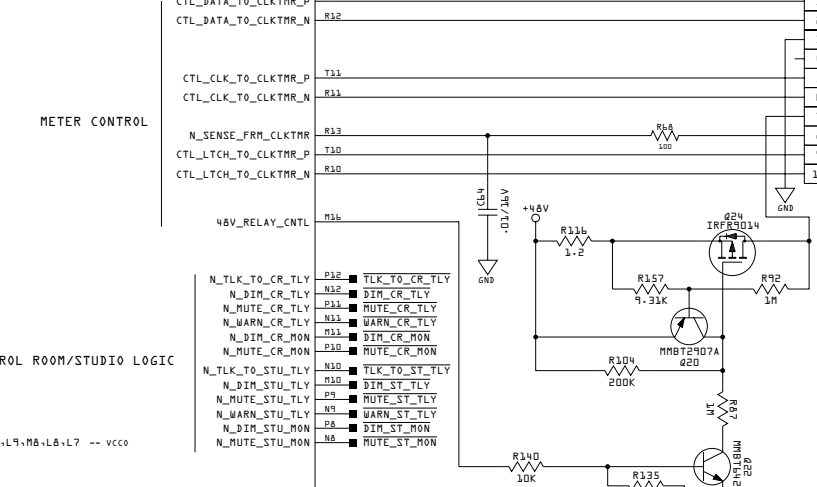 CTL_DATA_TO_CLKTMR_P
CTL_DATA_TO_CLKTMR_N R12
CTL_CLK_TO_CLKTMR_P T11
CTL_CLK_TO_CLKTMR_N R11
METER CONTROL
N_SENSE_FRM_CLKTMR R13
R68
100
CTL_LTCH_TO_CLKTMR_P T10
CTL_LTCH_TO_CLKTMR_N R10
C64
.01/16V
GND
GND
48V_RELAY_CNTL M16
+48V
R116
1.2
Q24
IRFR9014
R157
9.31K
R92
1M
MMBT2907A
Q20
R104
200K
R87
1M
N_TLK_TO_CR_TLY P12 TLK_TO_CR_TLY
N_DIM_CR_TLY N12 DIM_CR_TLY
N_MUTE_CR_TLY P11 MUTE_CR_TLY
N_WARN_CR_TLY N11 WARN_CR_TLY
N_DIM_CR_MON M11 DIM_CR_MON
N_MUTE_CR_MON P10 MUTE_CR_MON
ROL ROOM/STUDIO LOGIC
N_TLK_TO_STU_TLY N10 TLK_TO_ST_TLY
N_DIM_STU_TLY M10 DIM_ST_TLY
N_MUTE_STU_TLY P9 MUTE_ST_TLY
N_WARN_STU_TLY N9 WARN_ST_TLY
N_DIM_STU_MON P8 DIM_ST_MON
N_MUTE_STU_MON N8 MUTE_ST_MON
,L9,M8,L8,L7 -- VCCO
R140
10K
R135
Q22
MMBT642